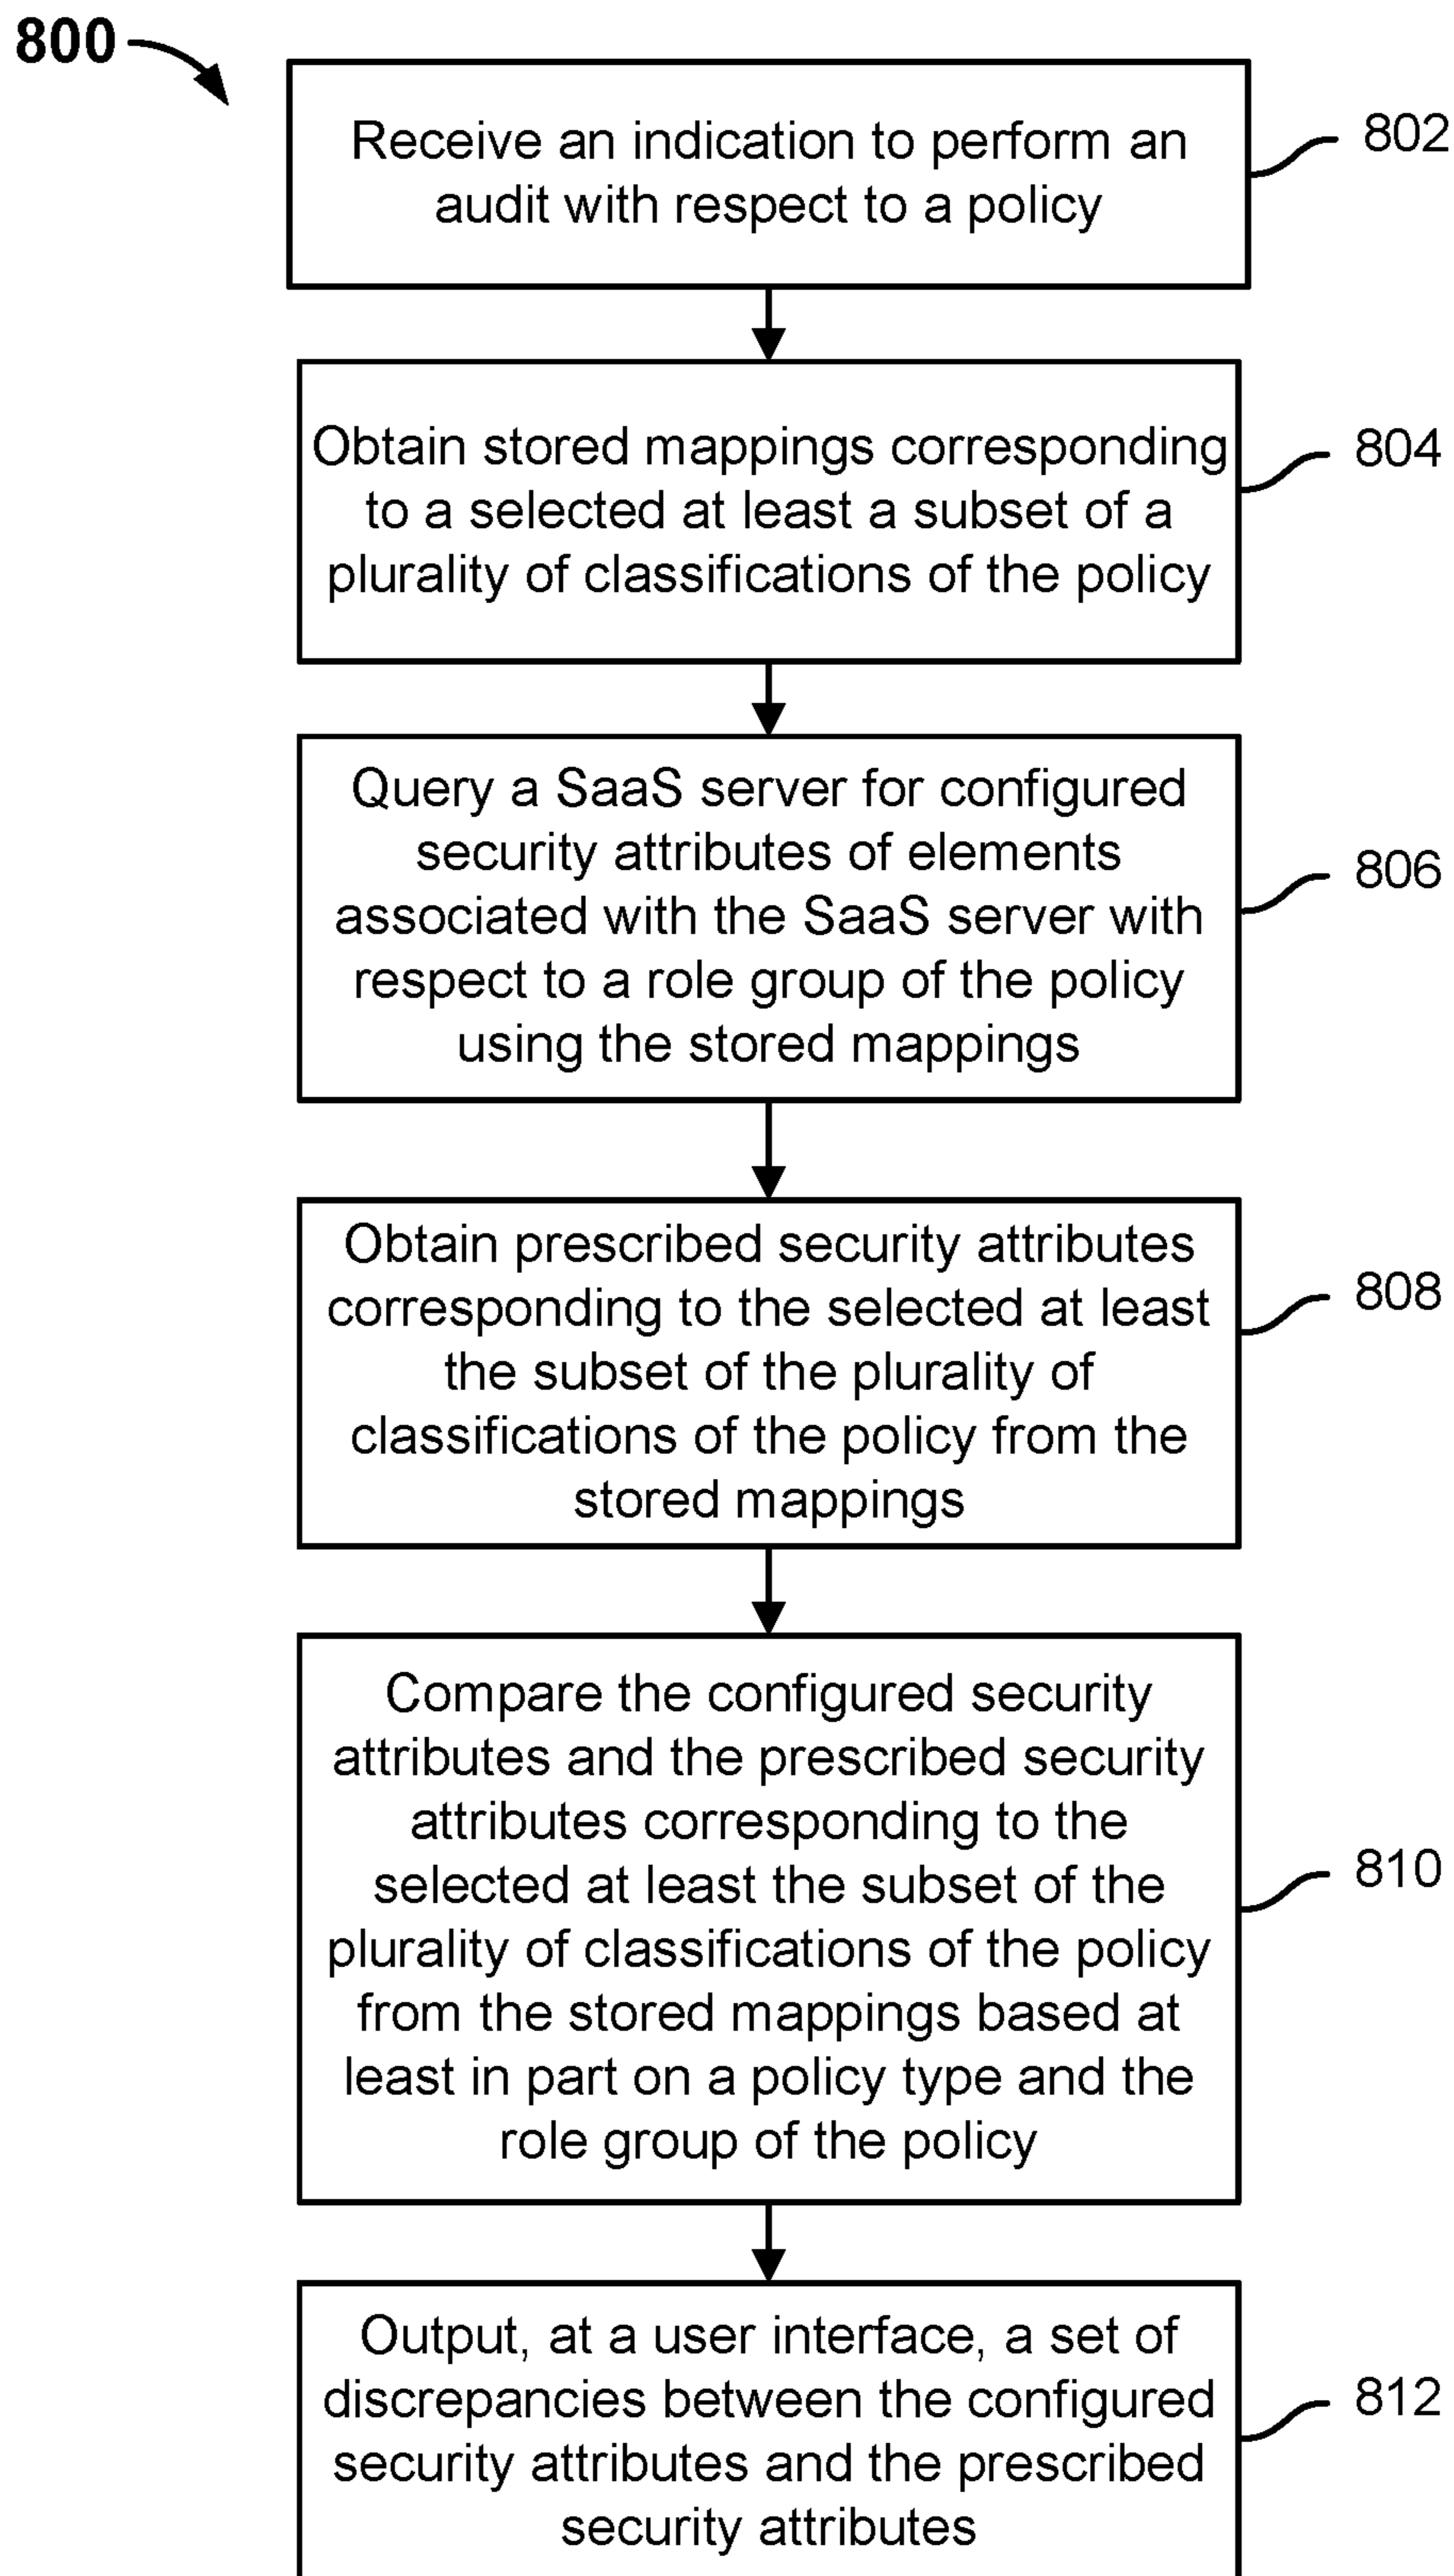 800
Receive an indication to perform an
audit with respect to a policy
802
Obtain stored mappings corresponding
to a selected at least a subset of a
plurality of classifications of the policy
804
Query a SaaS server for configured
security attributes of elements
associated with the SaaS server with
respect to a role group of the policy
using the stored mappings
806
Obtain prescribed security attributes
corresponding to the selected at least
the subset of the plurality of
classifications of the policy from the
stored mappings
808
Compare the configured security
attributes and the prescribed security
attributes corresponding to the
selected at least the subset of the
plurality of classifications of the policy
from the stored mappings based at
least in part on a policy type and the
role group of the policy
810
Output, at a user interface, a set of
discrepancies between the configured
security attributes and the prescribed
security attributes
812